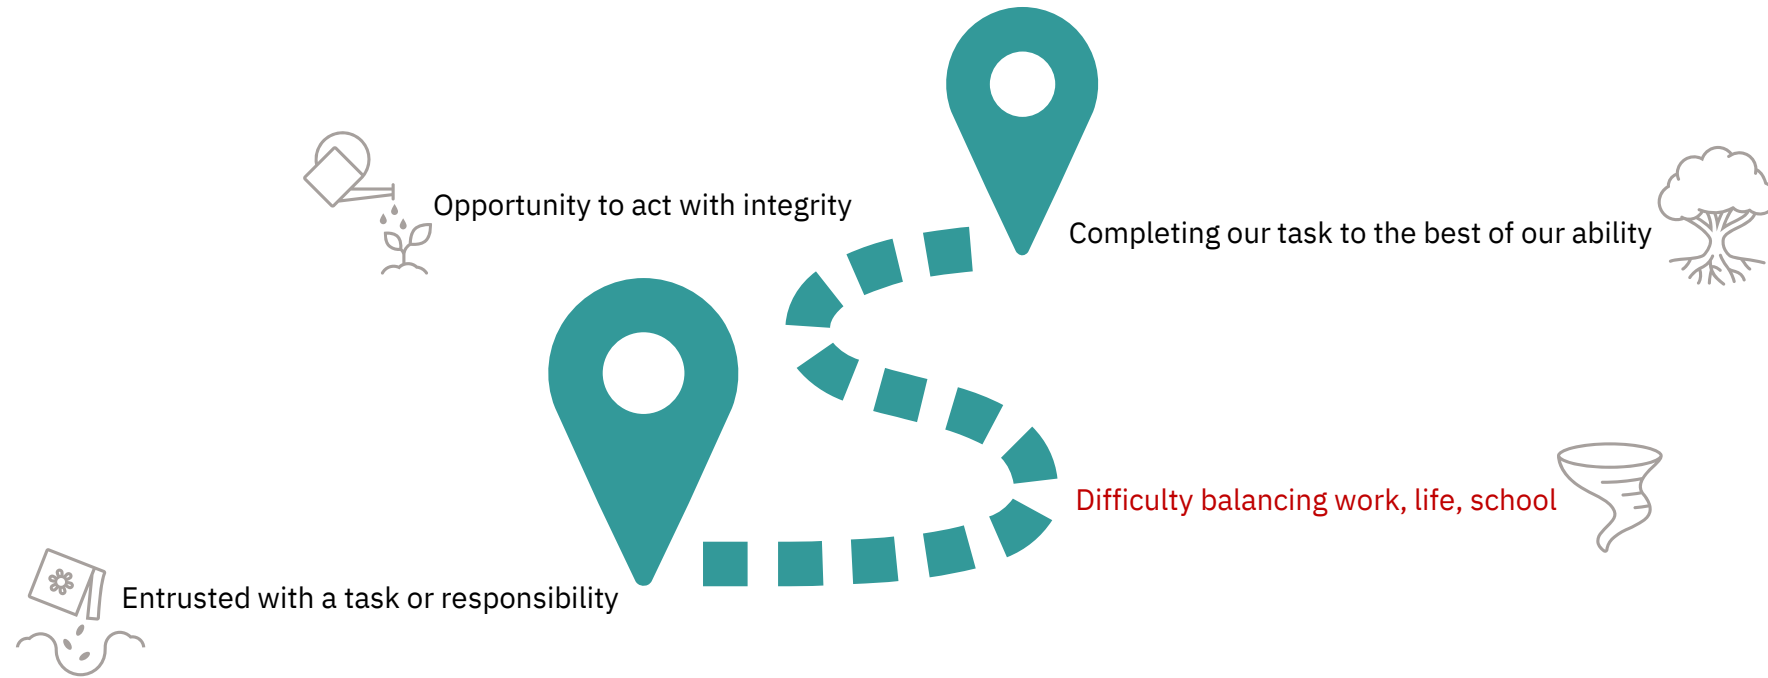 Opportunity to act with integrity
Completing our task to the best of our ability
Difficulty balancing work, life, school
Entrusted with a task or responsibility